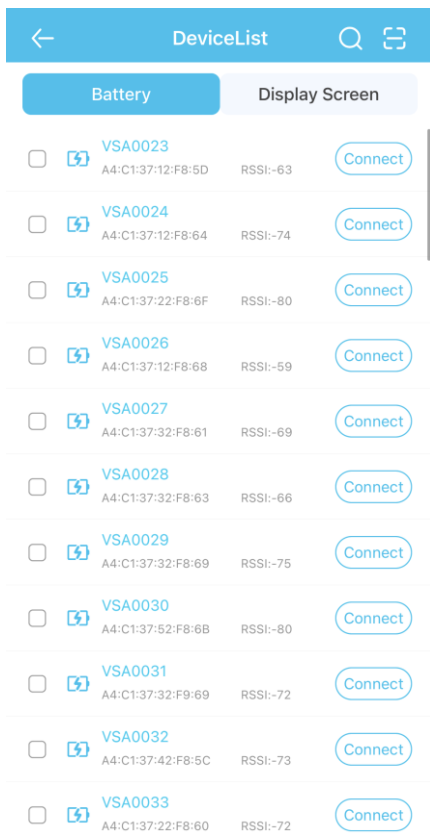 DeviceList
Battery Display Screen
VSA0023
A4:C1:37:12:F8:5D RSSI:-63 Connect
VSA0024
A4:C1:37:12:F8:64 RSSI:-74 Connect
VSA0025
A4:C1:37:22:F8:6F RSSI:-80 Connect
VSA0026
A4:C1:37:12:F8:68 RSSI:-59 Connect
VSA0027
A4:C1:37:32:F8:61 RSSI:-69 Connect
VSA0028
A4:C1:37:32:F8:63 RSSI:-66 Connect
VSA0029
A4:C1:37:32:F8:69 RSSI:-75 Connect
VSA0030
A4:C1:37:52:F8:6B RSSI:-80 Connect
VSA0031
A4:C1:37:32:F9:69 RSSI:-72 Connect
VSA0032
A4:C1:37:42:F8:5C RSSI:-73 Connect
VSA0033
A4:C1:37:22:F8:60 RSSI:-72 Connect